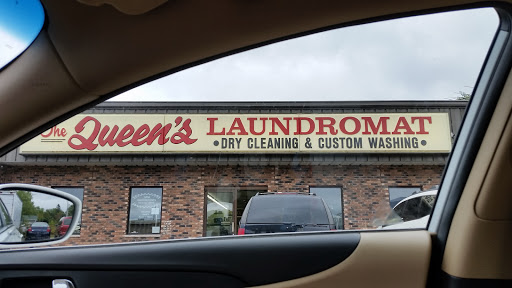 The Queen's LAUNDROMAT
•DRY CLEANING & CUSTOM WASHING•